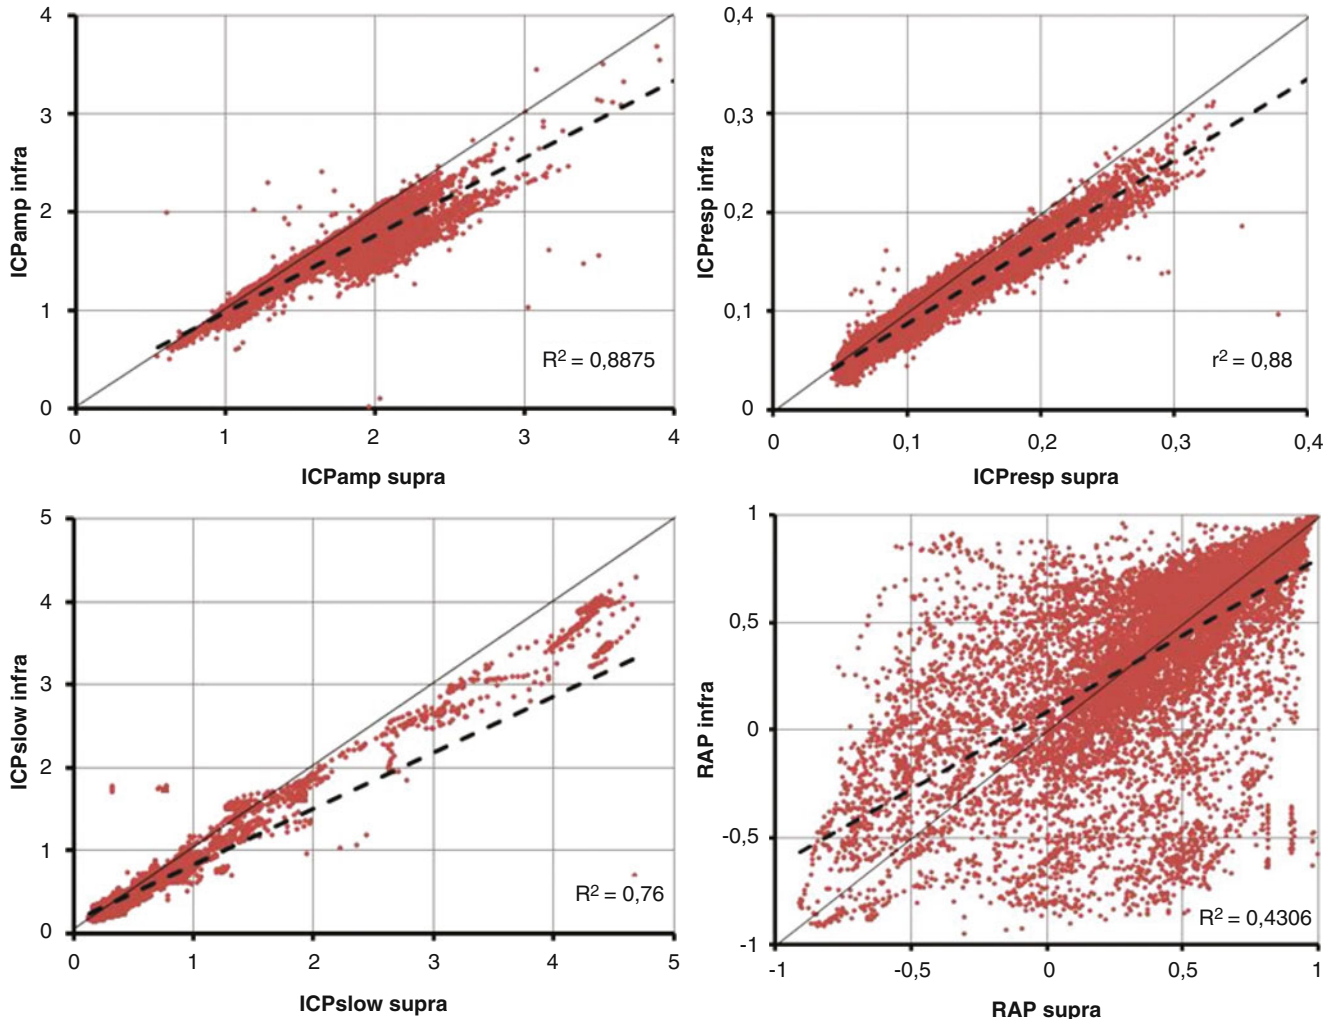 4
3
2
1
0
ICPamp infra
R² = 0,8875
0 1 2 3 4
ICPamp supra
0,4
0,3
0,2
0,1
0
ICPresp infra
r² = 0,88
0 0,1 0,2 0,3 0,4
ICPresp supra
5
4
3
2
1
0
ICPslow infra
R² = 0,76
0 1 2 3 4 5
ICPslow supra
1
0,5
0
-0,5
-1
RAP infra
R² = 0,4306
-1 -0,5 0 0,5 1
RAP supra